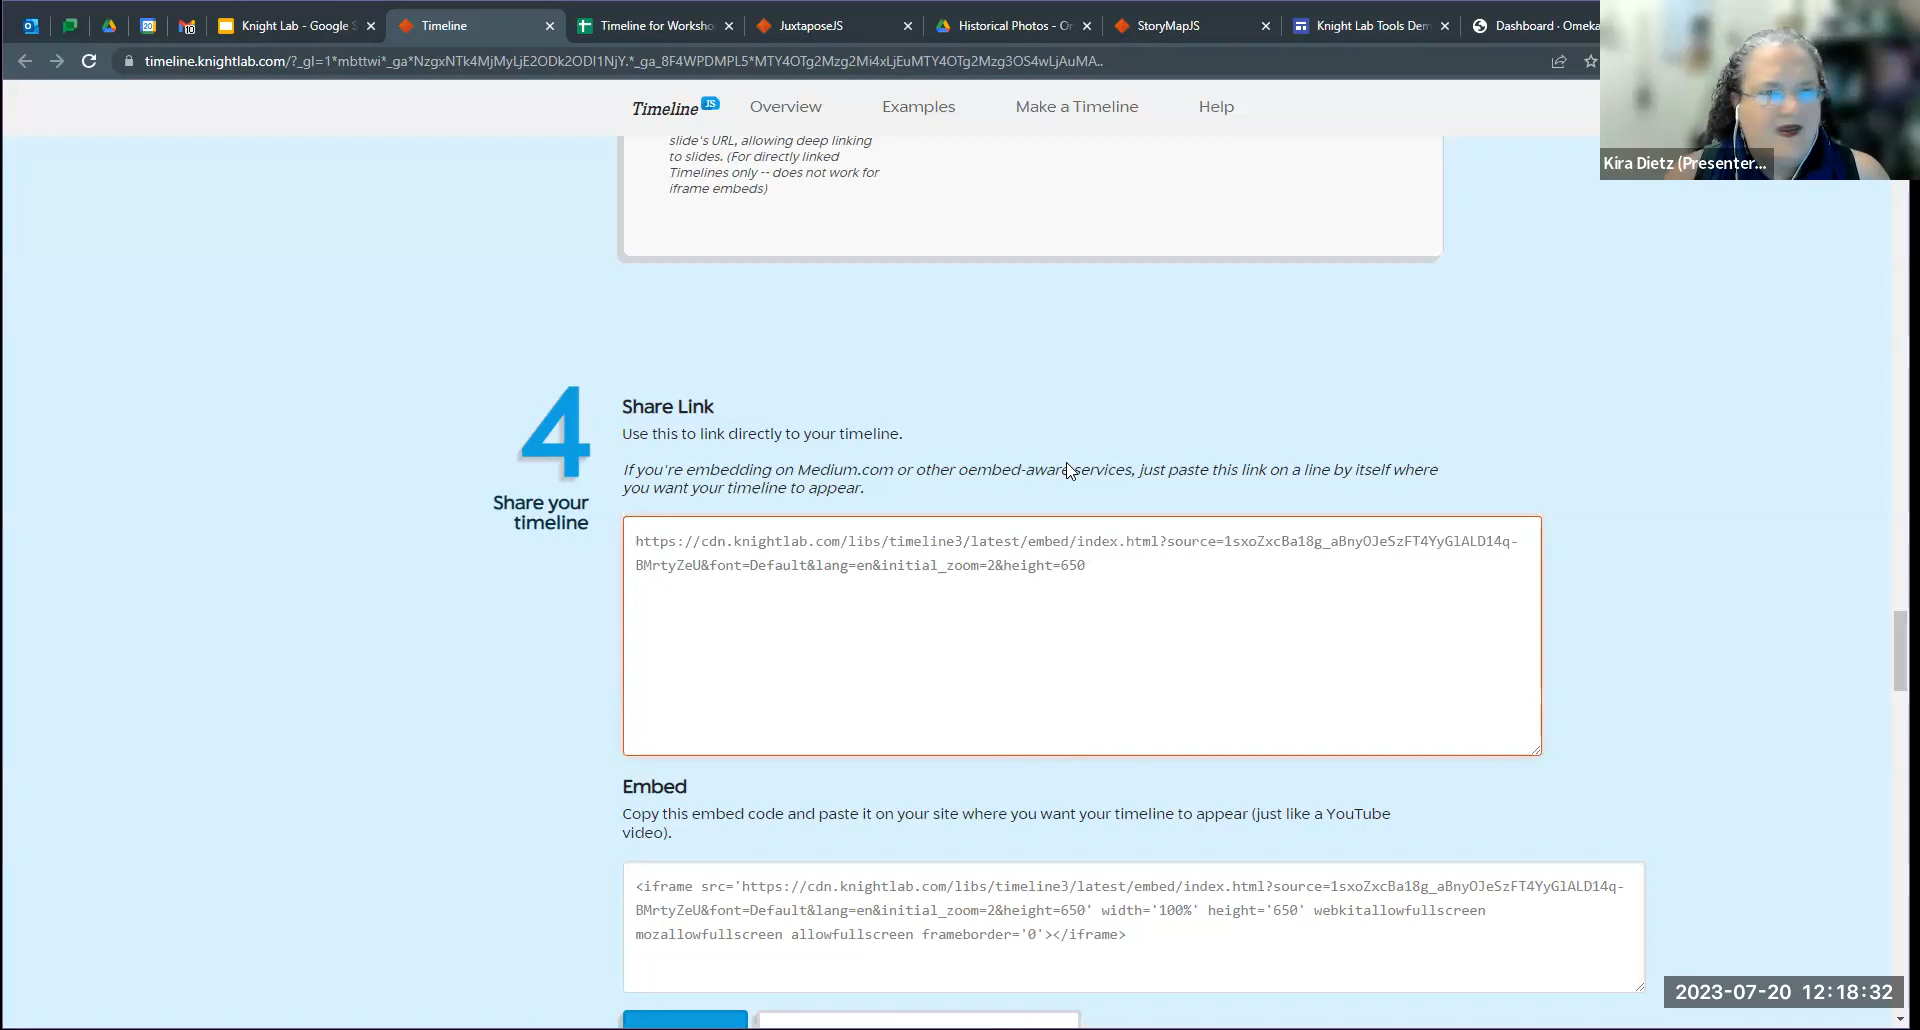 10
Knight Lab - Google S
Timeline
Timeline for Worksho
JuxtaposeJS
Historical Photos - Or
StoryMapJS
Knight Lab Tools Dem
Dashboard · Omeka
timeline.knightlab.com/?_gl=1*mbttwi*_ga*NzgxNTk4MjMyLjE2ODk2ODI1NjY.*_ga_8F4WPDMPL5*MTY4OTg2Mzg2Mi4xLjEuMTY4OTg2Mzg3OS4wLjAuMA..
Timeline JS
Overview
Examples
Make a Timeline
Help
Kira Dietz (Presenter...
slide's URL, allowing deep linking
to slides. (For directly linked
Timelines only -- does not work for
iframe embeds)
4
Share your
timeline
Share Link
Use this to link directly to your timeline.
If you're embedding on Medium.com or other oembed-aware services, just paste this link on a line by itself where
you want your timeline to appear.
https://cdn.knightlab.com/libs/timeline3/latest/embed/index.html?source=1sxoZxcBa18g_aBnyOJeSzFT4YyGlALD14q-
BMrtyZeU&font=Default&lang=en&initial_zoom=2&height=650
Embed
Copy this embed code and paste it on your site where you want your timeline to appear (just like a YouTube
video).
<iframe src='https://cdn.knightlab.com/libs/timeline3/latest/embed/index.html?source=1sxoZxcBa18g_aBnyOJeSzFT4YyGlALD14q-
BMrtyZeU&font=Default&lang=en&initial_zoom=2&height=650' width='100%' height='650' webkitallowfullscreen
mozallowfullscreen allowfullscreen frameborder='0'></iframe>
2023-07-20 12:18:32